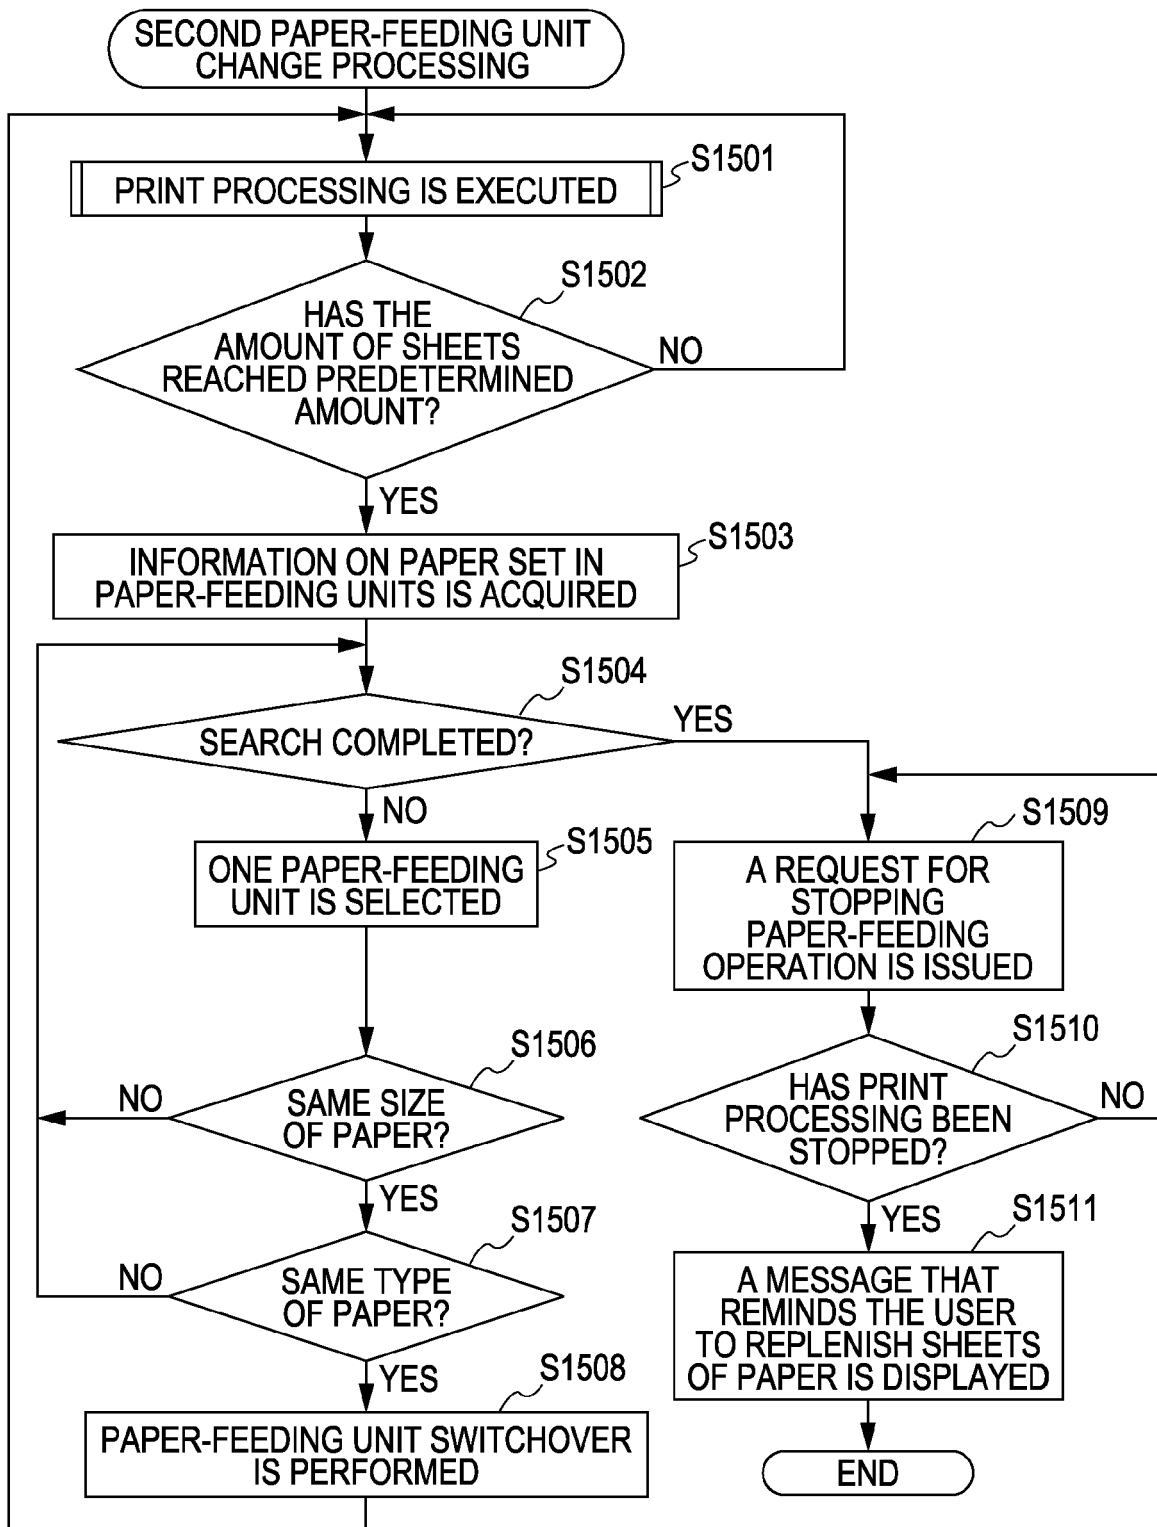 SECOND PAPER-FEEDING UNIT
CHANGE PROCESSING
S1501
PRINT PROCESSING IS EXECUTED
S1502
HAS THE
AMOUNT OF SHEETS
REACHED PREDETERMINED
AMOUNT?
NO
YES
S1503
INFORMATION ON PAPER SET IN
PAPER-FEEDING UNITS IS ACQUIRED
S1504
SEARCH COMPLETED?
YES
NO
S1505
ONE PAPER-FEEDING
UNIT IS SELECTED
S1506
SAME SIZE
OF PAPER?
NO
YES
S1507
SAME TYPE
OF PAPER?
NO
YES
S1508
PAPER-FEEDING UNIT SWITCHOVER
IS PERFORMED
S1509
A REQUEST FOR
STOPPING
PAPER-FEEDING
OPERATION IS ISSUED
S1510
HAS PRINT
PROCESSING BEEN
STOPPED?
NO
YES
S1511
A MESSAGE THAT
REMINDS THE USER
TO REPLENISH SHEETS
OF PAPER IS DISPLAYED
END